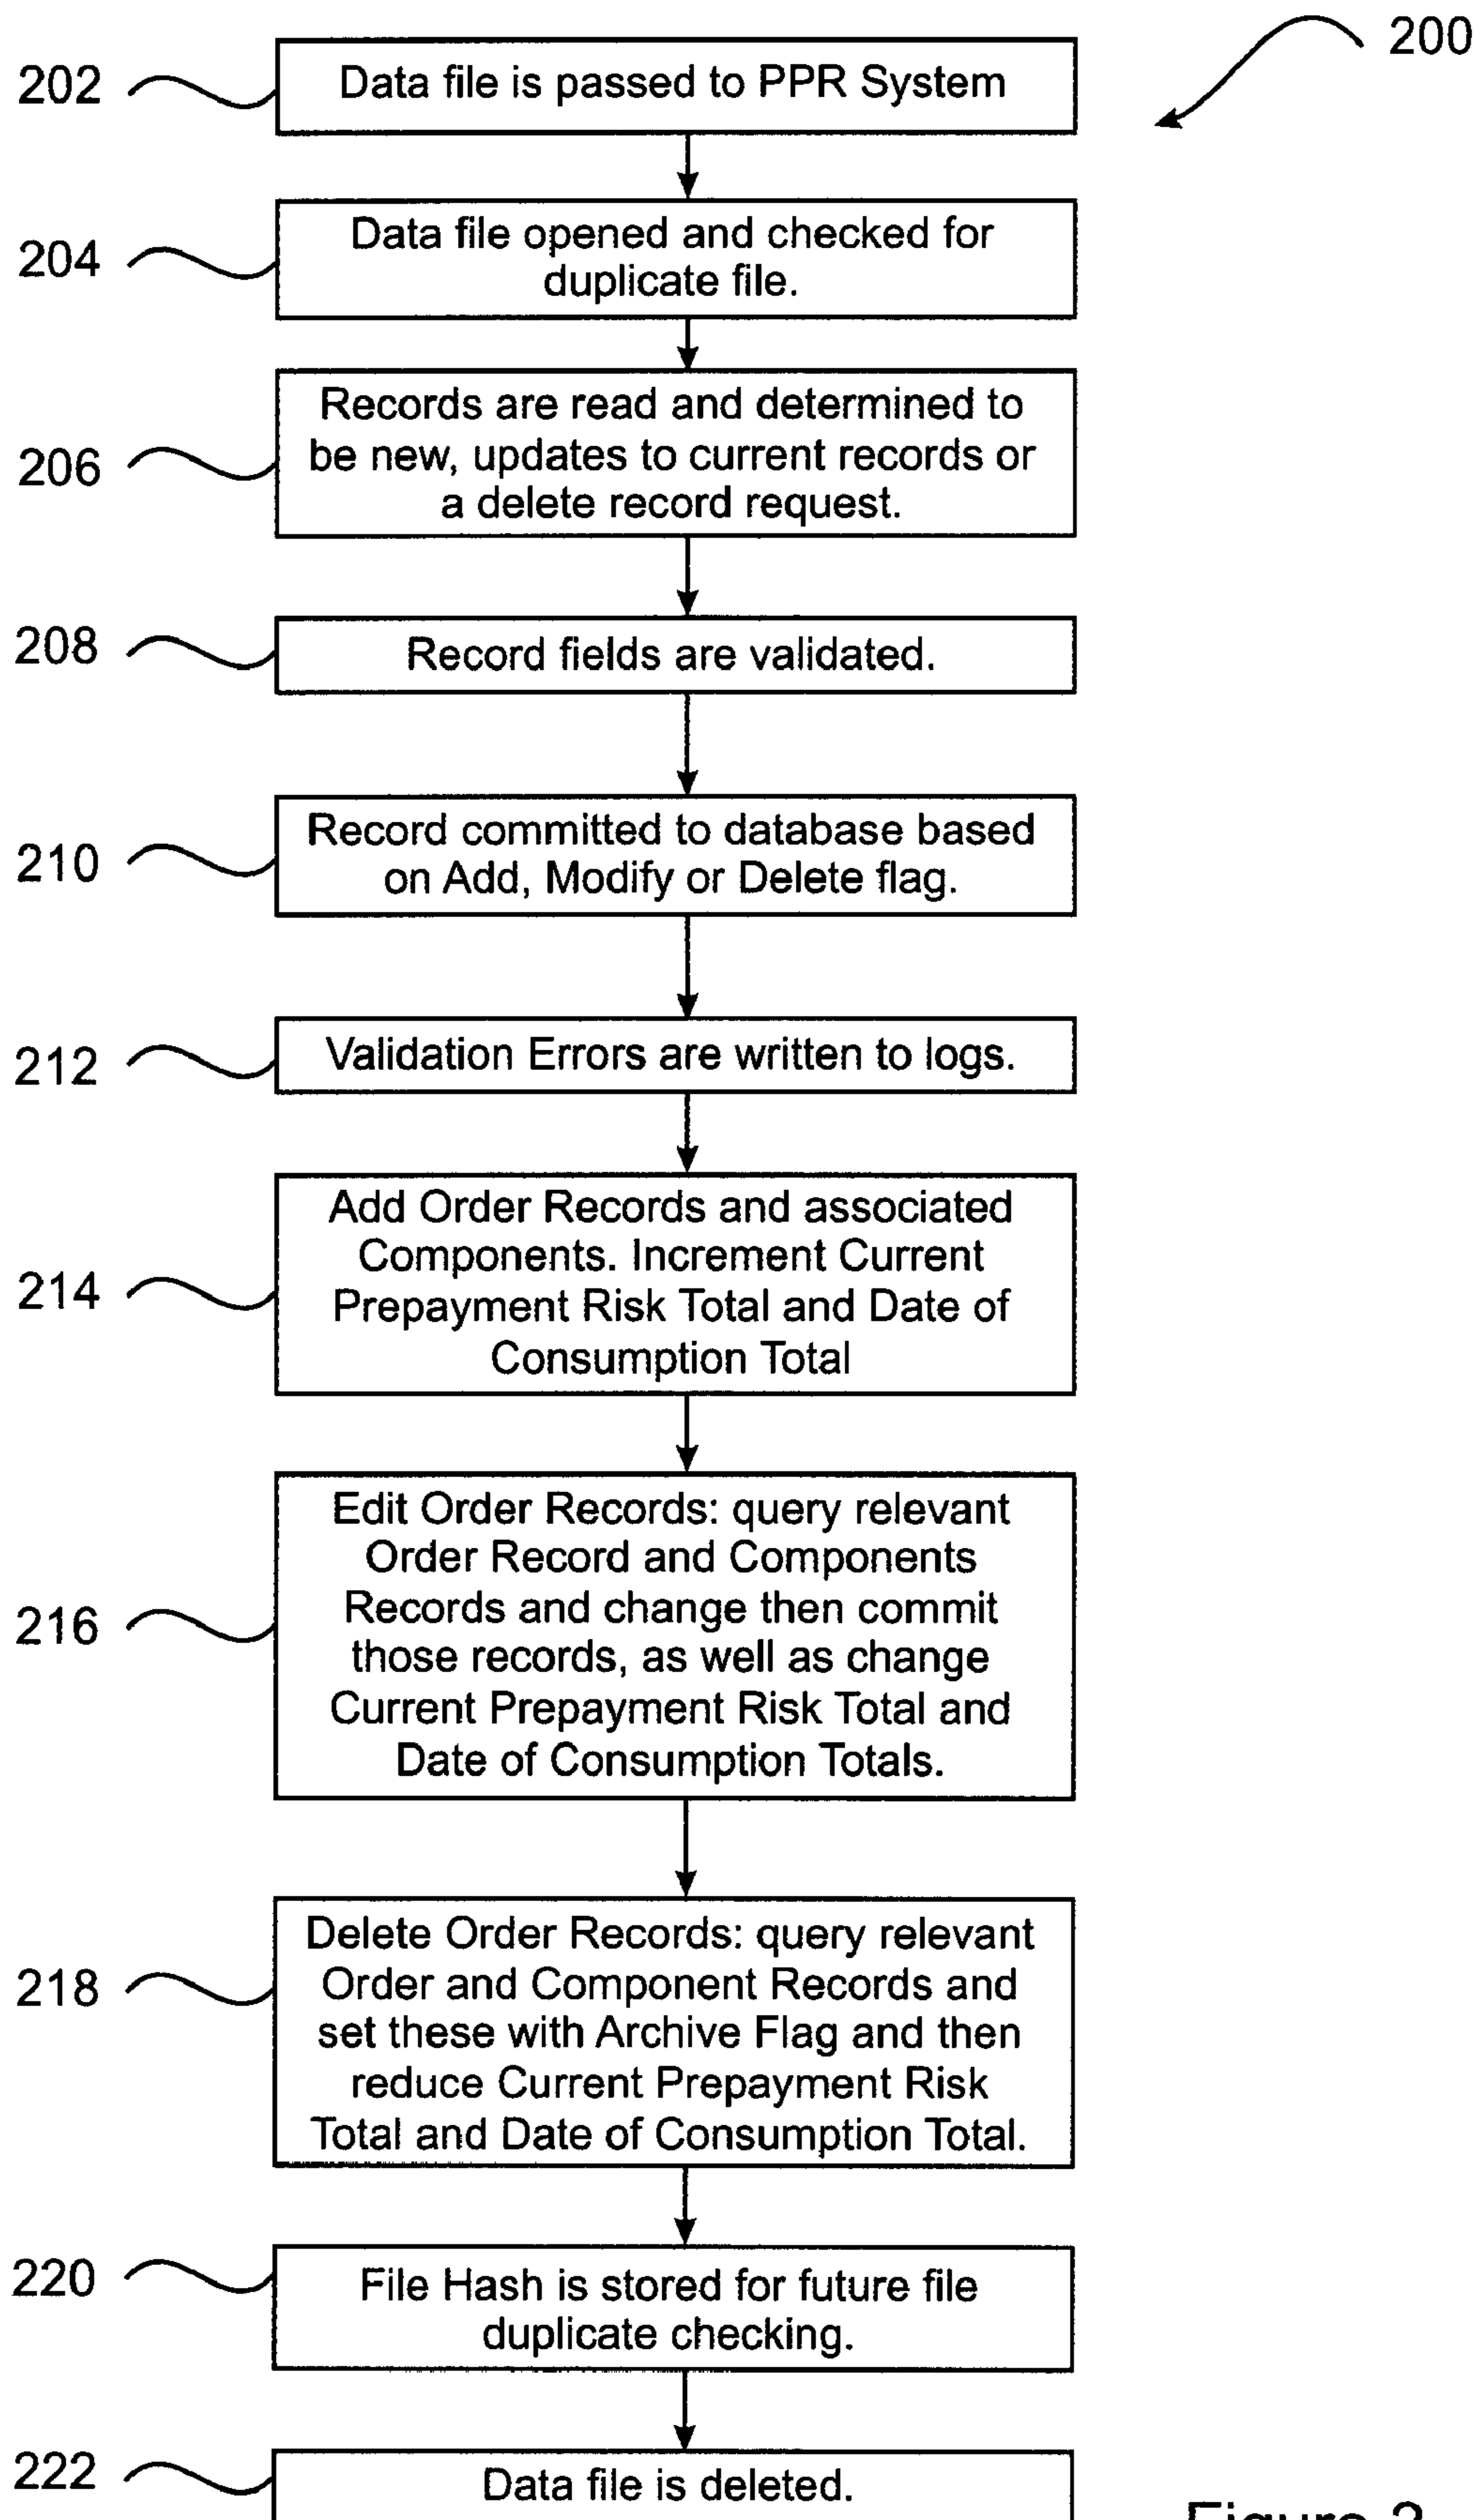 200
202
Data file is passed to PPR System
204
Data file opened and checked for
duplicate file.
206
Records are read and determined to
be new, updates to current records or
a delete record request.
208
Record fields are validated.
210
Record committed to database based
on Add, Modify or Delete flag.
212
Validation Errors are written to logs.
214
Add Order Records and associated
Components. Increment Current
Prepayment Risk Total and Date of
Consumption Total
216
Edit Order Records: query relevant
Order Record and Components
Records and change then commit
those records, as well as change
Current Prepayment Risk Total and
Date of Consumption Totals.
218
Delete Order Records: query relevant
Order and Component Records and
set these with Archive Flag and then
reduce Current Prepayment Risk
Total and Date of Consumption Total.
220
File Hash is stored for future file
duplicate checking.
222
Data file is deleted.
Figure